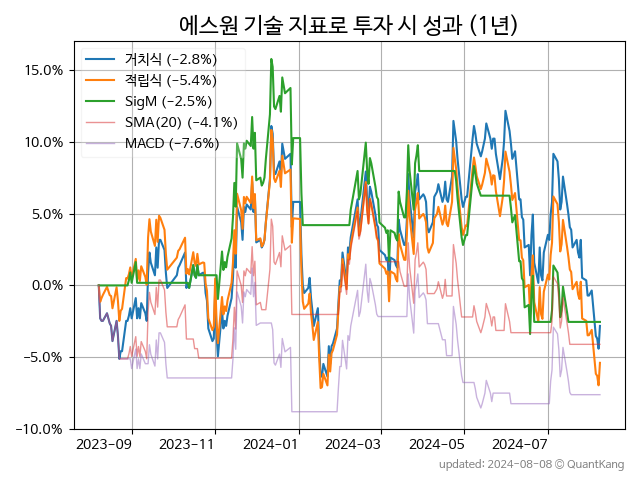 에스원 기술 지표로 투자 시 성과 (1년)
거치식 (−2.8%)
적립식 (−5.4%)
SigM (−2.5%)
SMA(20) (−4.1%)
MACD (−7.6%)
15.0%
10.0%
5.0%
0.0%
−5.0%
−10.0%
2023-09 2023-11 2024-01 2024-03 2024-05 2024-07
updated: 2024-08-08 © QuantKang